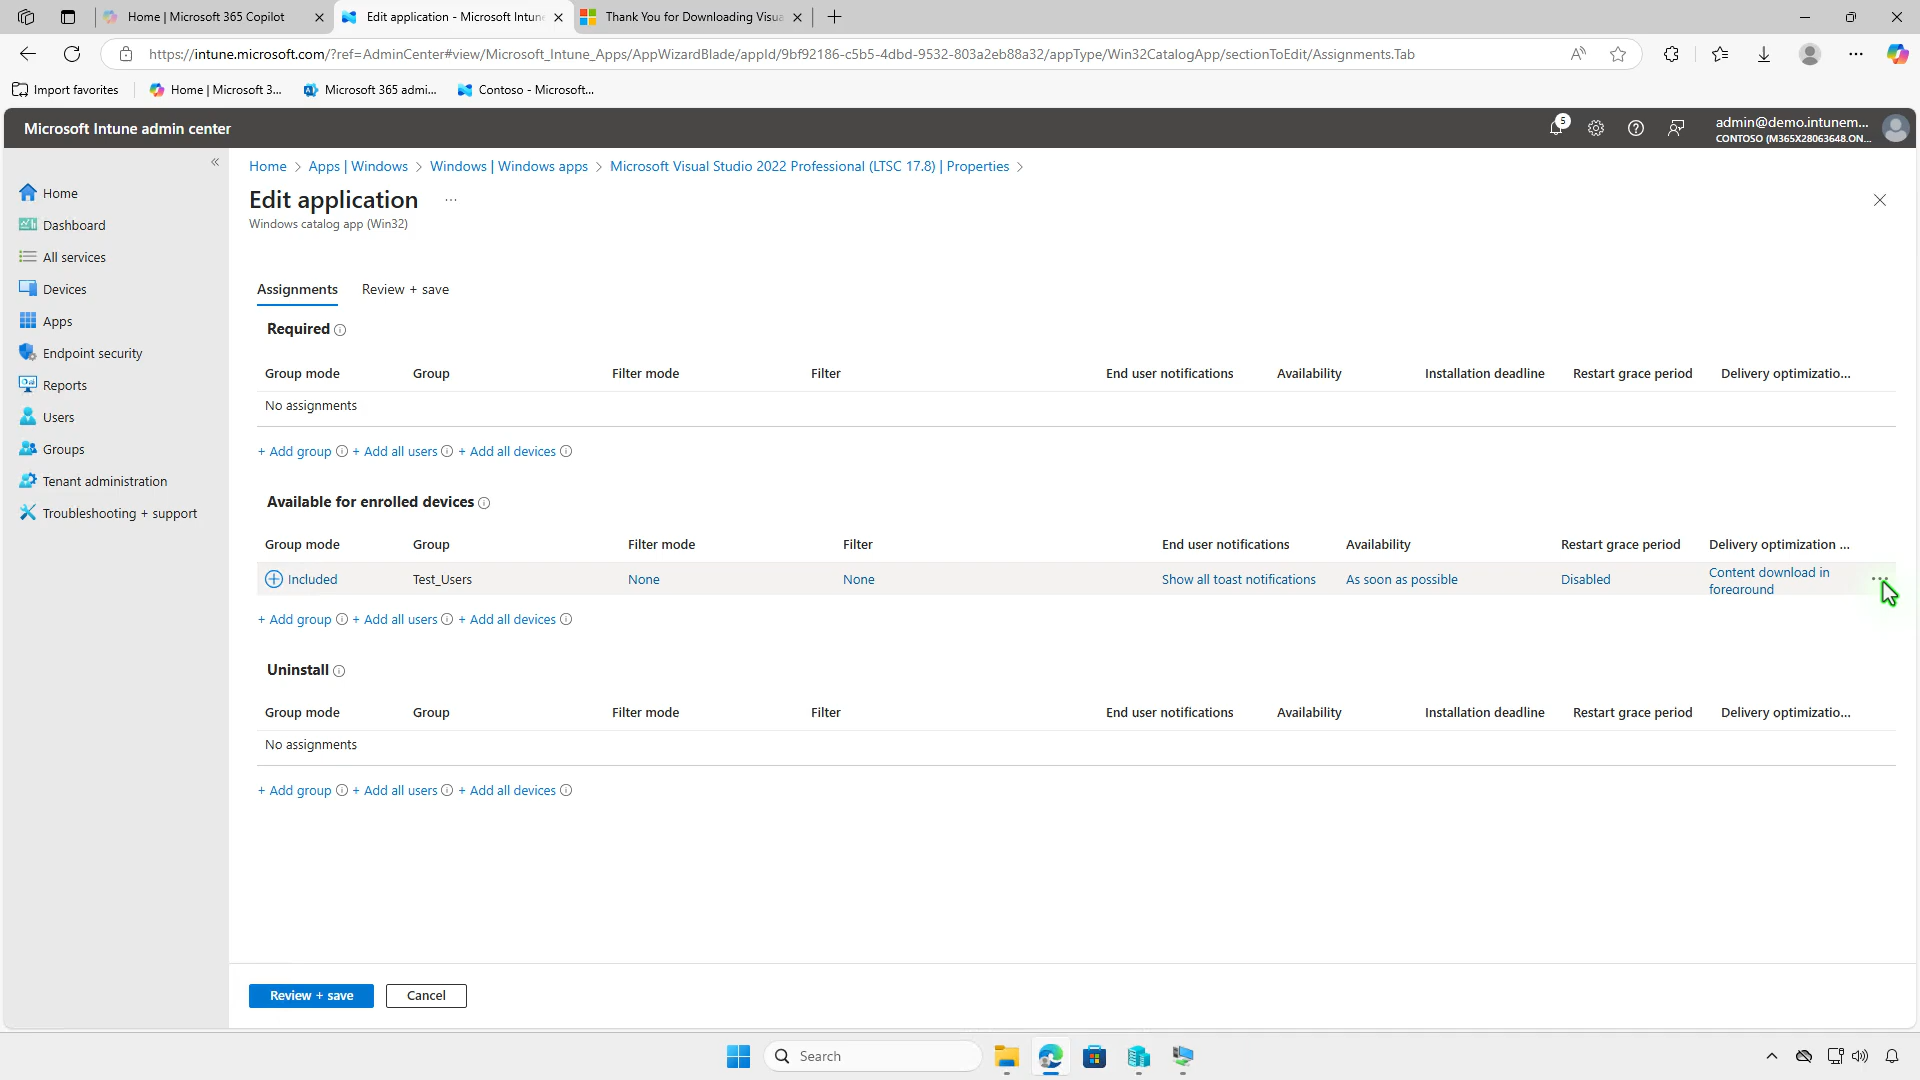 Home | Microsoft 365 Copilot
Edit application - Microsoft Intune
Thank You for Downloading Visua
https://intune.microsoft.com/?ref=AdminCenter#view/Microsoft_Intune_Apps/AppWizardBlade/appId/9bf92186-c5b5-4dbd-9532-803a2eb88a32/appType/Win32CatalogApp/sectionToEdit/Assignments.Tab
Import favorites
Home | Microsoft 3...
Microsoft 365 admi...
Contoso - Microsoft...
Microsoft Intune admin center
5
admin@demo.intunem...
CONTOSO (M365X28063648.ON...
Home
Dashboard
All services
Devices
Apps
Endpoint security
Reports
Users
Groups
Tenant administration
Troubleshooting + support
Home > Apps | Windows > Windows | Windows apps > Microsoft Visual Studio 2022 Professional (LTSC 17.8) | Properties >
Edit application ...
Windows catalog app (Win32)
Assignments Review + save
Required
Group mode Group Filter mode Filter End user notifications Availability Installation deadline Restart grace period Delivery optimizatio...
No assignments
+ Add group + Add all users + Add all devices
Available for enrolled devices
Group mode Group Filter mode Filter End user notifications Availability Restart grace period Delivery optimization ...
Included Test_Users None None Show all toast notifications As soon as possible Disabled Content download in
foreground
+ Add group + Add all users + Add all devices
Uninstall
Group mode Group Filter mode Filter End user notifications Availability Installation deadline Restart grace period Delivery optimizatio...
No assignments
+ Add group + Add all users + Add all devices
Review + save Cancel
Search